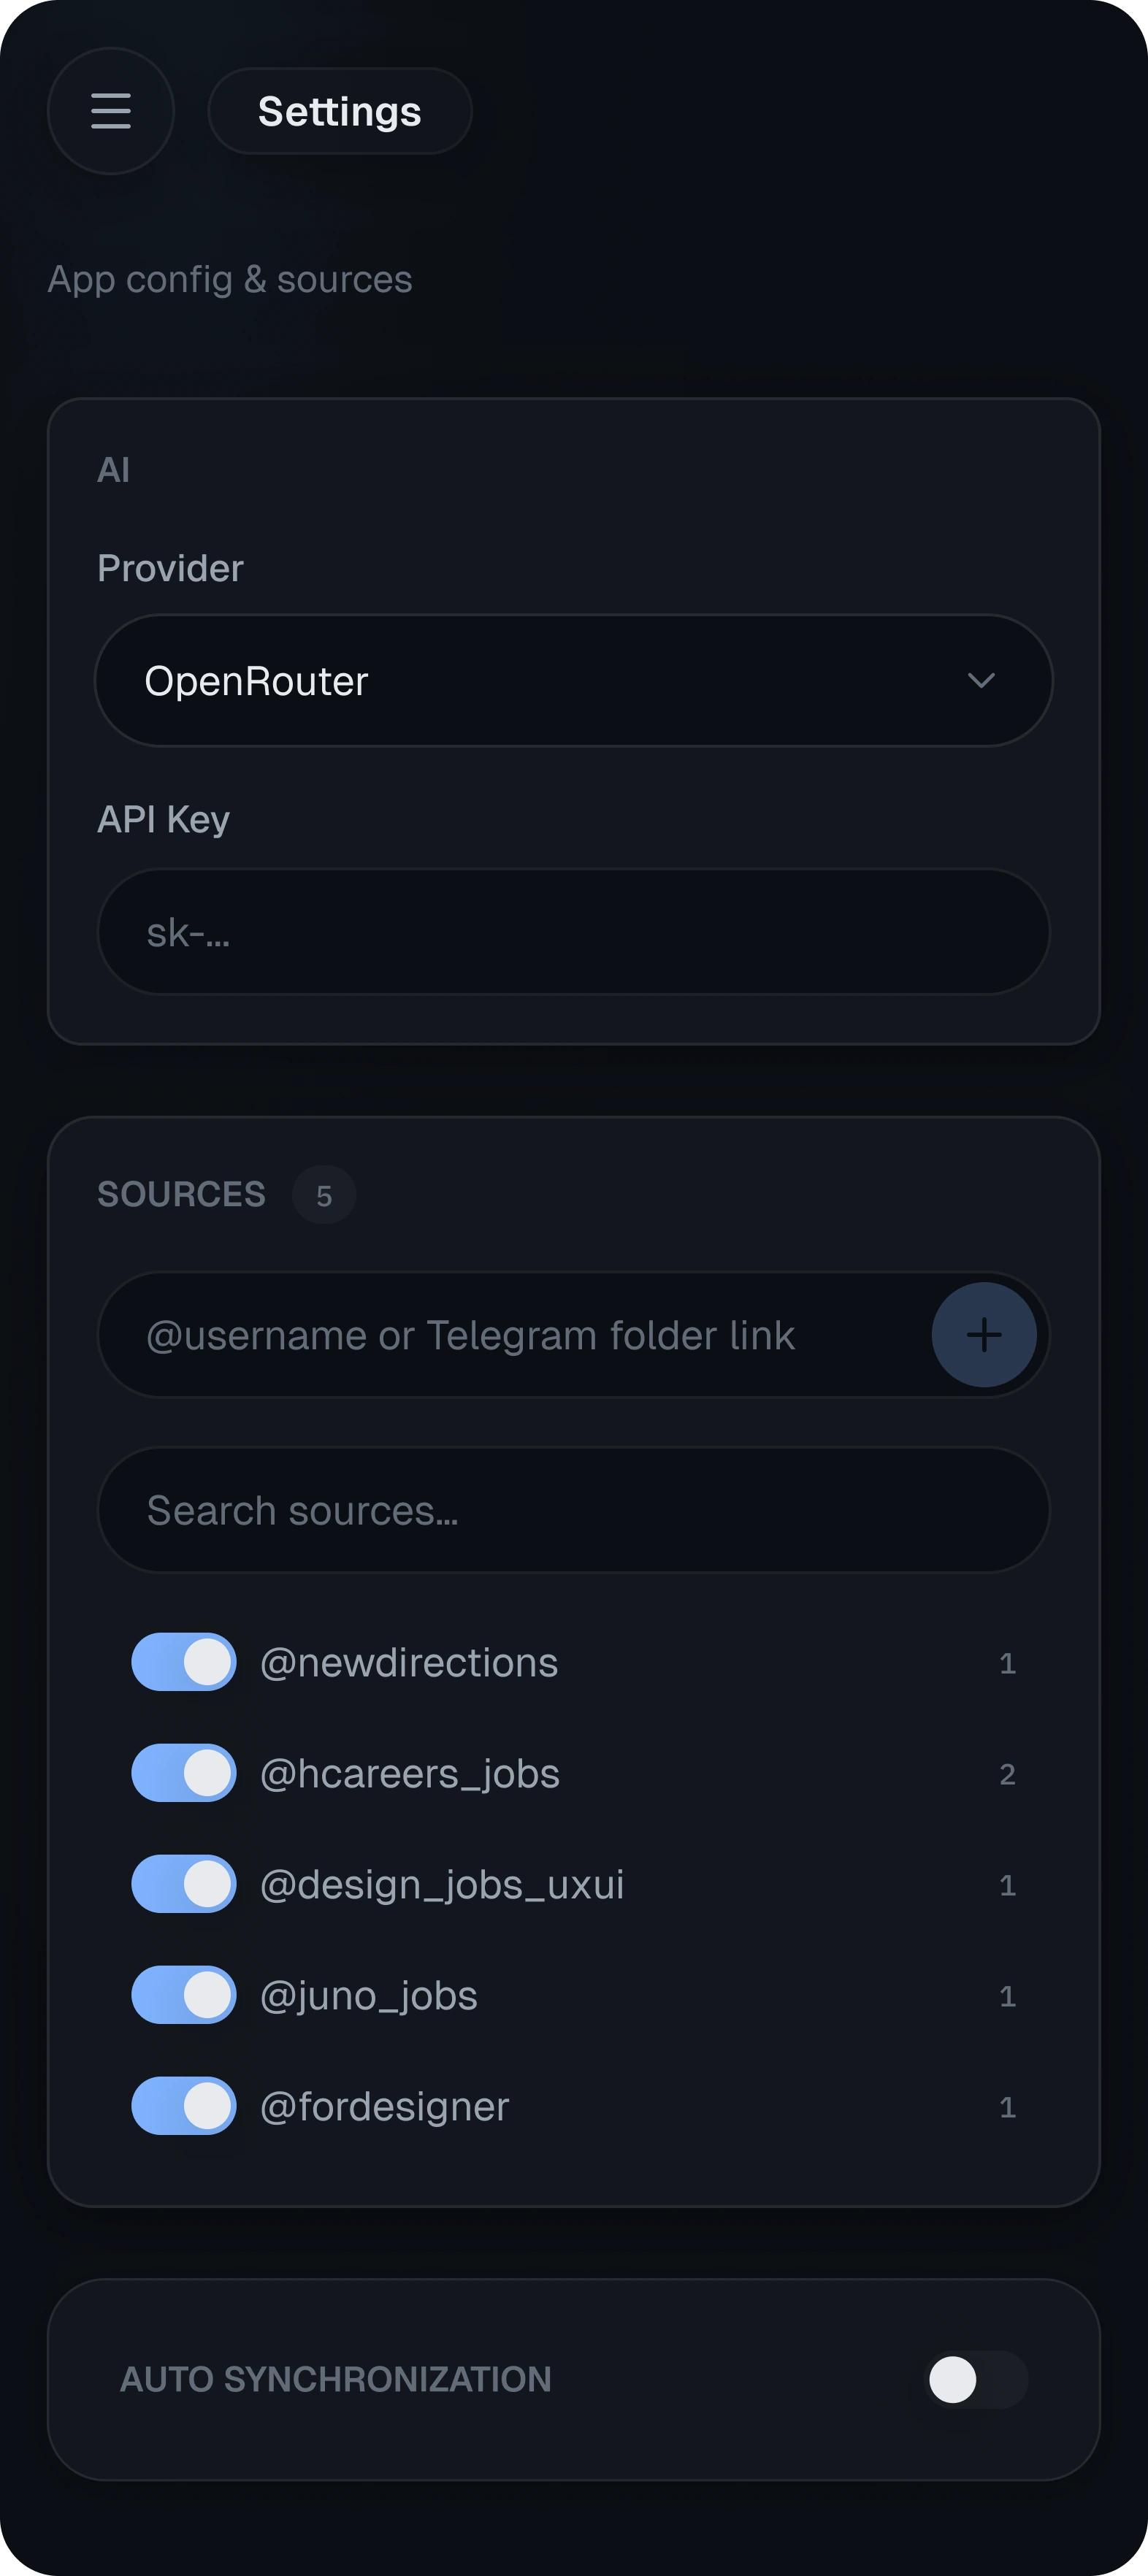 Settings
App config & sources
AI
Provider
OpenRouter
API Key
sk-...
SOURCES 5
@username or Telegram folder link
Search sources...
@newdirections 1
@hcareers_jobs 2
@design_jobs_uxui 1
@juno_jobs 1
@fordesigner 1
AUTO SYNCHRONIZATION